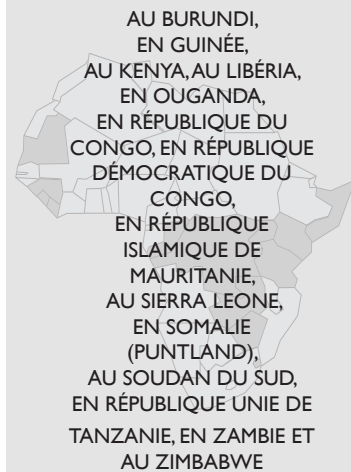 AU BURUNDI,
EN GUINÉE,
AU KENYA, AU LIBÉRIA,
EN OUGANDA,
EN RÉPUBLIQUE DU
CONGO, EN RÉPUBLIQUE
DÉMOCRATIQUE DU
CONGO,
EN RÉPUBLIQUE
ISLAMIQUE DE
MAURITANIE,
AU SIERRA LEONE,
EN SOMALIE
(PUNTLAND),
AU SOUDAN DU SUD,
EN RÉPUBLIQUE UNIE DE
TANZANIE, EN ZAMBIE ET
AU ZIMBABWE